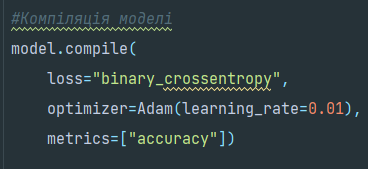 #Компіляція моделі
model.compile(
    loss="binary_crossentropy",
    optimizer=Adam(learning_rate=0.01),
    metrics=["accuracy"])